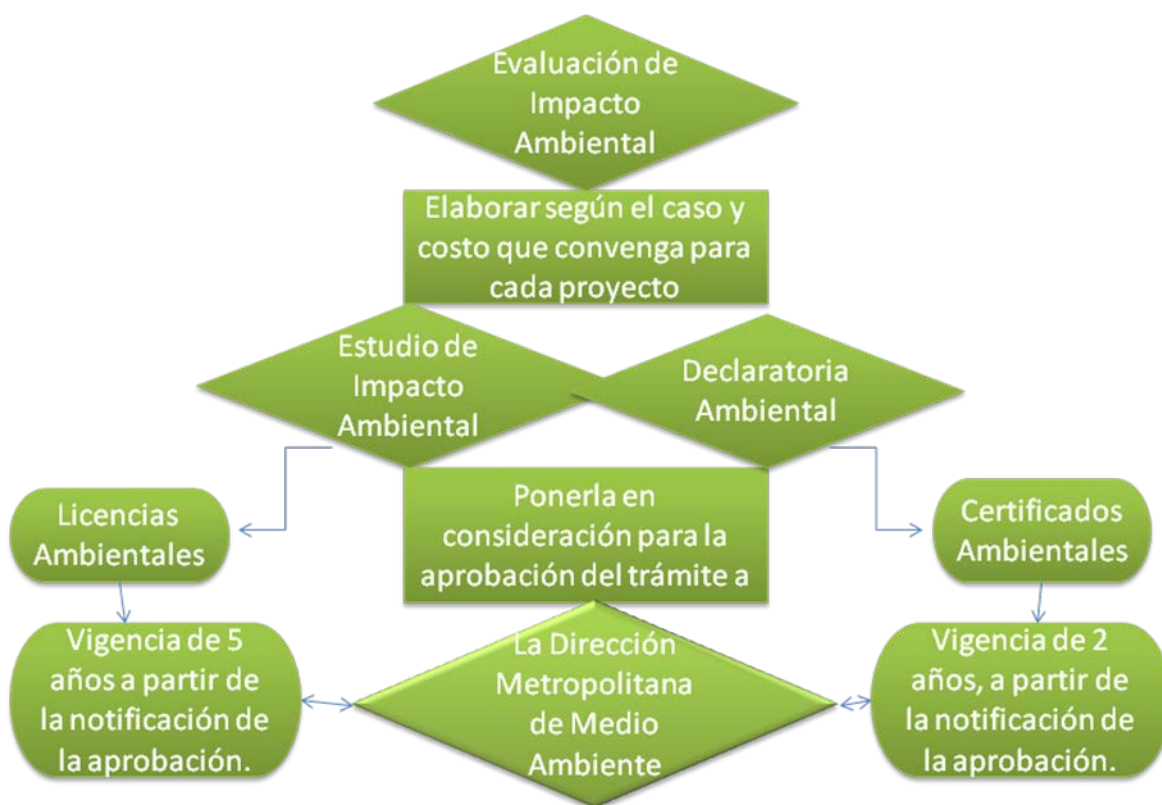 Evaluación de
Impacto
Ambiental
Elaborar según el caso y
costo que convenga para
cada proyecto
Estudio de
Impacto
Ambiental
Declaratoria
Ambiental
Licencias
Ambientales
Ponerla en
consideración para la
aprobación del trámite a
Certificados
Ambientales
Vigencia de 5
años a partir de
la notificación de
la aprobación.
La Dirección
Metropolitana
de Medio
Ambiente
Vigencia de 2
años, a partir de
la notificación de
la aprobación.